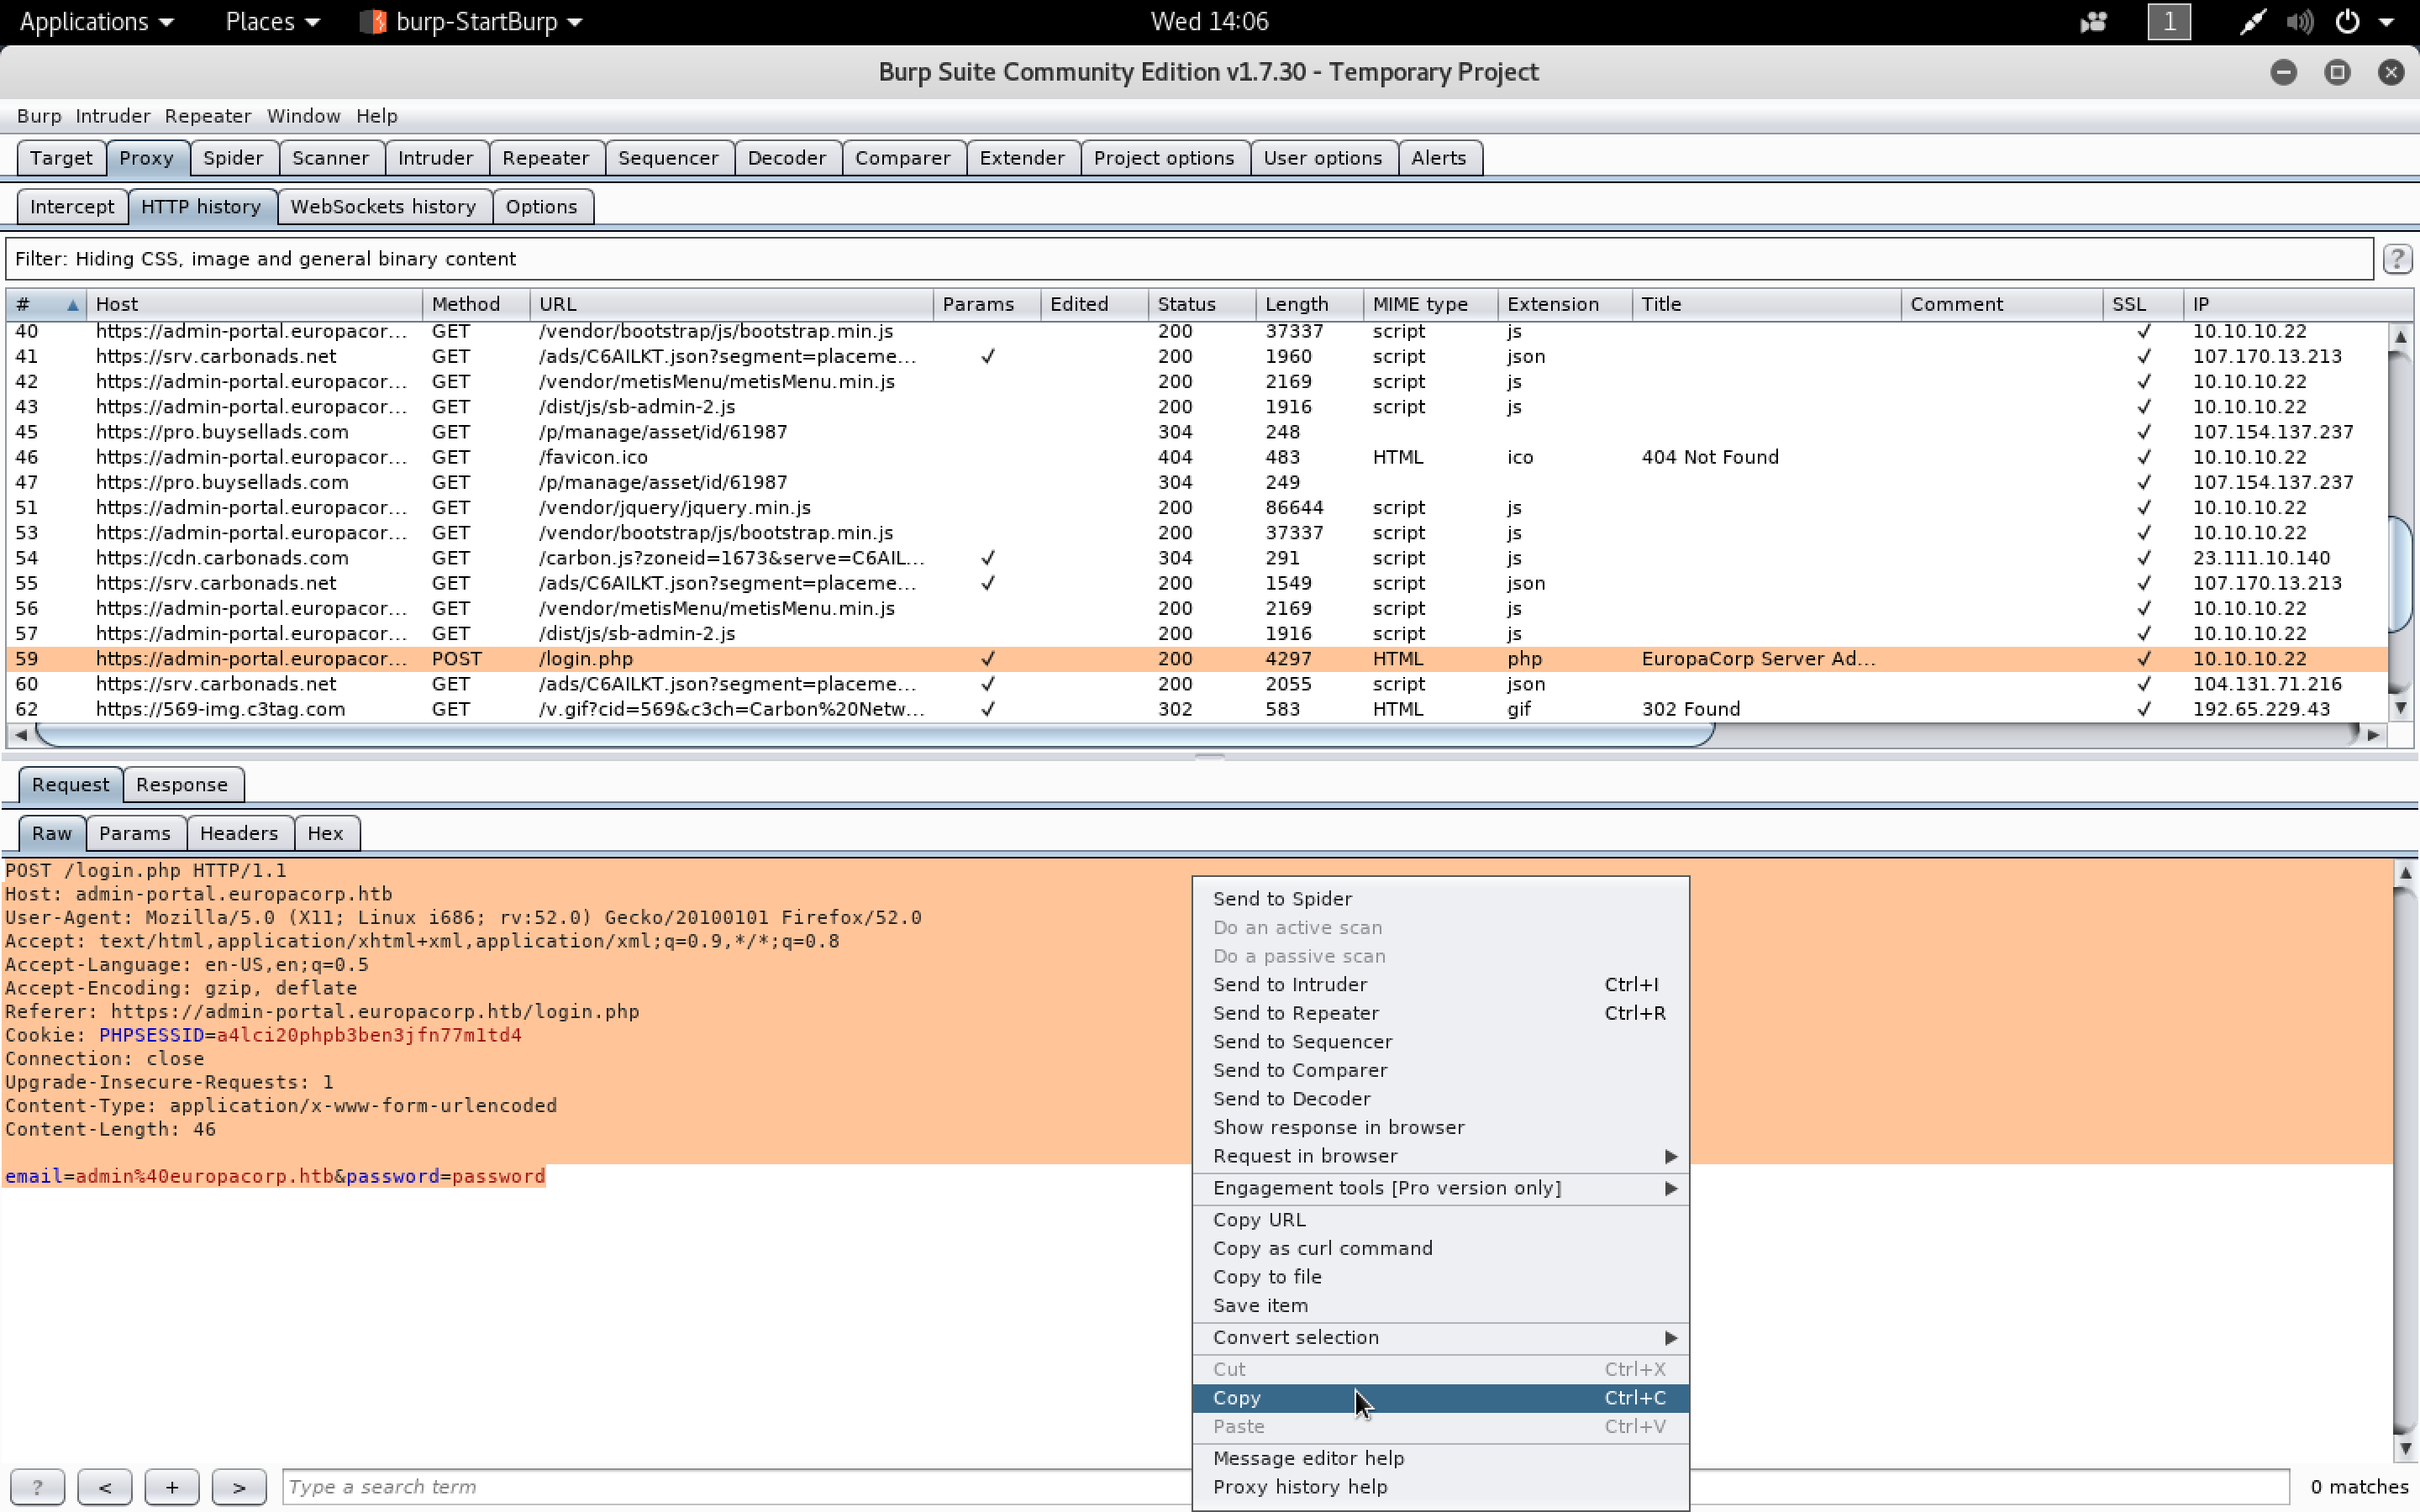 Applications Places burp-StartBurp Wed 14:06 1
Burp Suite Community Edition v1.7.30 - Temporary Project
Burp Intruder Repeater Window Help
Target Proxy Spider Scanner Intruder Repeater Sequencer Decoder Comparer Extender Project options User options Alerts
Intercept HTTP history WebSockets history Options
Filter: Hiding CSS, image and general binary content ?
# Host Method URL Params Edited Status Length MIME type Extension Title Comment SSL IP
40 https://admin-portal.europacor... GET /vendor/bootstrap/js/bootstrap.min.js 200 37337 script js ✓ 10.10.10.22
41 https://srv.carbonads.net GET /ads/C6AILKT.json?segment=placeme... ✓ 200 1960 script json ✓ 107.170.13.213
42 https://admin-portal.europacor... GET /vendor/metisMenu/metisMenu.min.js 200 2169 script js ✓ 10.10.10.22
43 https://admin-portal.europacor... GET /dist/js/sb-admin-2.js 200 1916 script js ✓ 10.10.10.22
45 https://pro.buysellads.com GET /p/manage/asset/id/61987 304 248 ✓ 107.154.137.237
46 https://admin-portal.europacor... GET /favicon.ico 404 483 HTML ico 404 Not Found ✓ 10.10.10.22
47 https://pro.buysellads.com GET /p/manage/asset/id/61987 304 249 ✓ 107.154.137.237
51 https://admin-portal.europacor... GET /vendor/jquery/jquery.min.js 200 86644 script js ✓ 10.10.10.22
53 https://admin-portal.europacor... GET /vendor/bootstrap/js/bootstrap.min.js 200 37337 script js ✓ 10.10.10.22
54 https://cdn.carbonads.com GET /carbon.js?zoneid=1673&serve=C6AIL... ✓ 304 291 script js ✓ 23.111.10.140
55 https://srv.carbonads.net GET /ads/C6AILKT.json?segment=placeme... ✓ 200 1549 script json ✓ 107.170.13.213
56 https://admin-portal.europacor... GET /vendor/metisMenu/metisMenu.min.js 200 2169 script js ✓ 10.10.10.22
57 https://admin-portal.europacor... GET /dist/js/sb-admin-2.js 200 1916 script js ✓ 10.10.10.22
59 https://admin-portal.europacor... POST /login.php ✓ 200 4297 HTML php EuropaCorp Server Ad... ✓ 10.10.10.22
60 https://srv.carbonads.net GET /ads/C6AILKT.json?segment=placeme... ✓ 200 2055 script json ✓ 104.131.71.216
62 https://569-img.c3tag.com GET /v.gif?cid=569&c3ch=Carbon%20Netw... ✓ 302 583 HTML gif 302 Found ✓ 192.65.229.43
Request Response
Raw Params Headers Hex
POST /login.php HTTP/1.1
Host: admin-portal.europacorp.htb
User-Agent: Mozilla/5.0 (X11; Linux i686; rv:52.0) Gecko/20100101 Firefox/52.0
Accept: text/html,application/xhtml+xml,application/xml;q=0.9,*/*;q=0.8
Accept-Language: en-US,en;q=0.5
Accept-Encoding: gzip, deflate
Referer: https://admin-portal.europacorp.htb/login.php
Cookie: PHPSESSID=a4lci20phpb3ben3jfn77m1td4
Connection: close
Upgrade-Insecure-Requests: 1
Content-Type: application/x-www-form-urlencoded
Content-Length: 46
email=admin%40europacorp.htb&password=password
Send to Spider
Do an active scan
Do a passive scan
Send to Intruder Ctrl+I
Send to Repeater Ctrl+R
Send to Sequencer
Send to Comparer
Send to Decoder
Show response in browser
Request in browser
Engagement tools [Pro version only]
Copy URL
Copy as curl command
Copy to file
Save item
Convert selection
Cut Ctrl+X
Copy Ctrl+C
Paste Ctrl+V
Message editor help
Proxy history help
? < + > Type a search term 0 matches